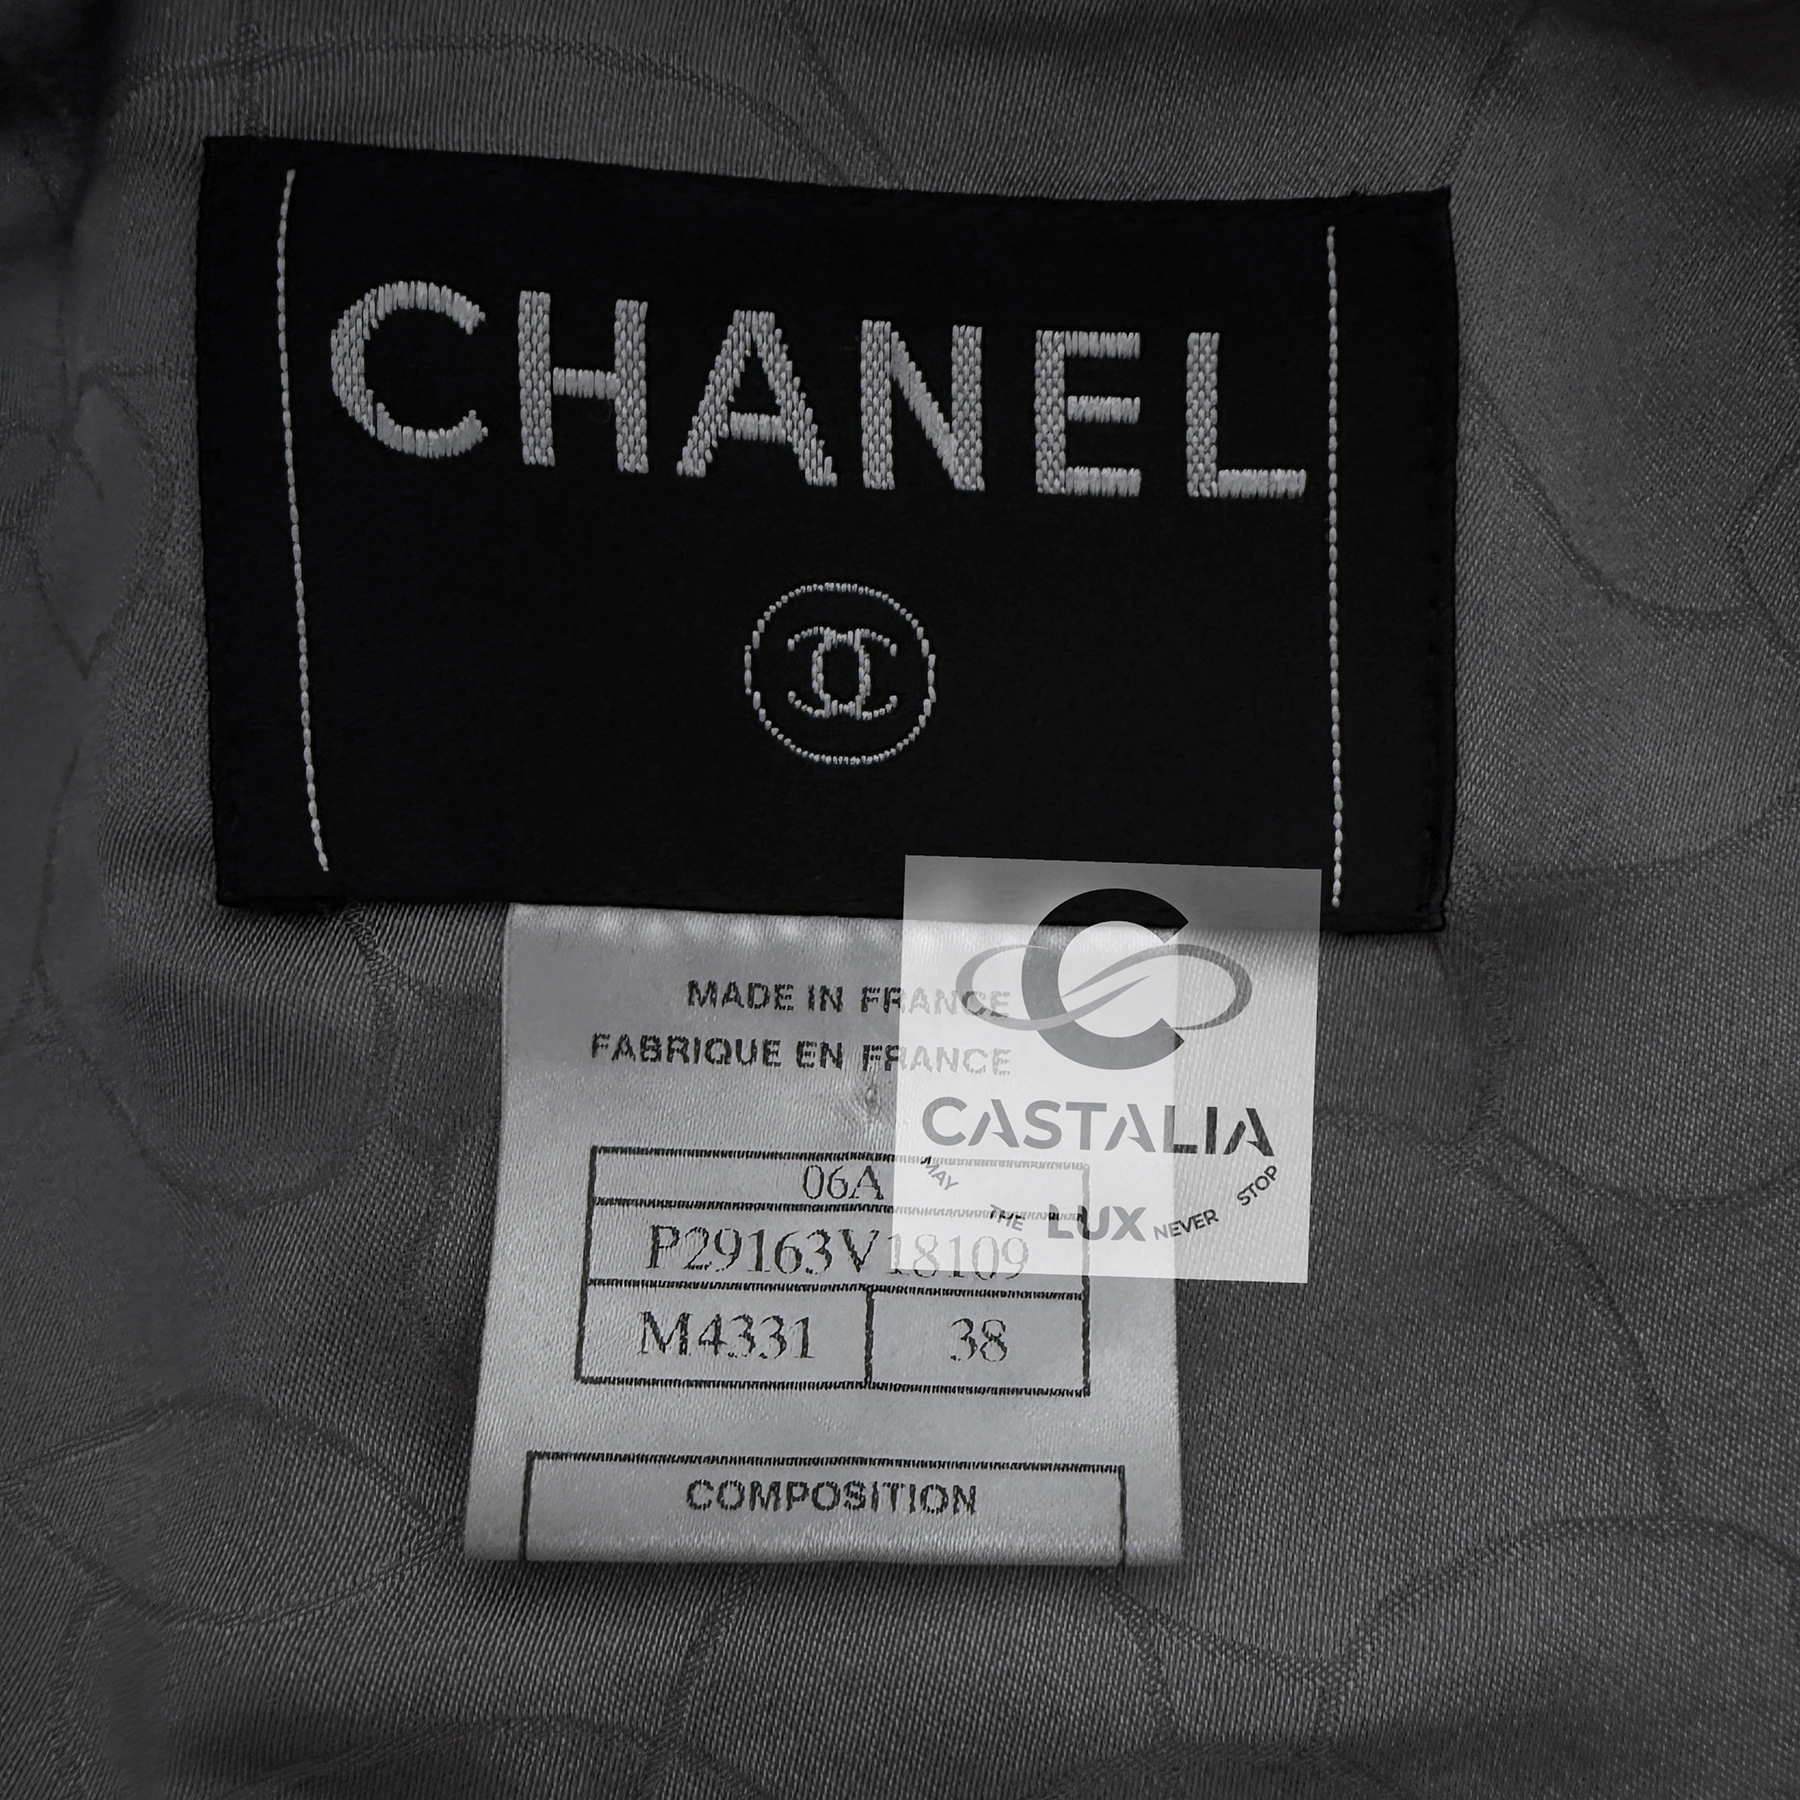 CHANEL
MADE IN FRANCE
FABRIQUE EN FRANCE
06A
P29163V18109
M4331 38
COMPOSITION
CASTALIA
MAY THE LUX NEVER STOP